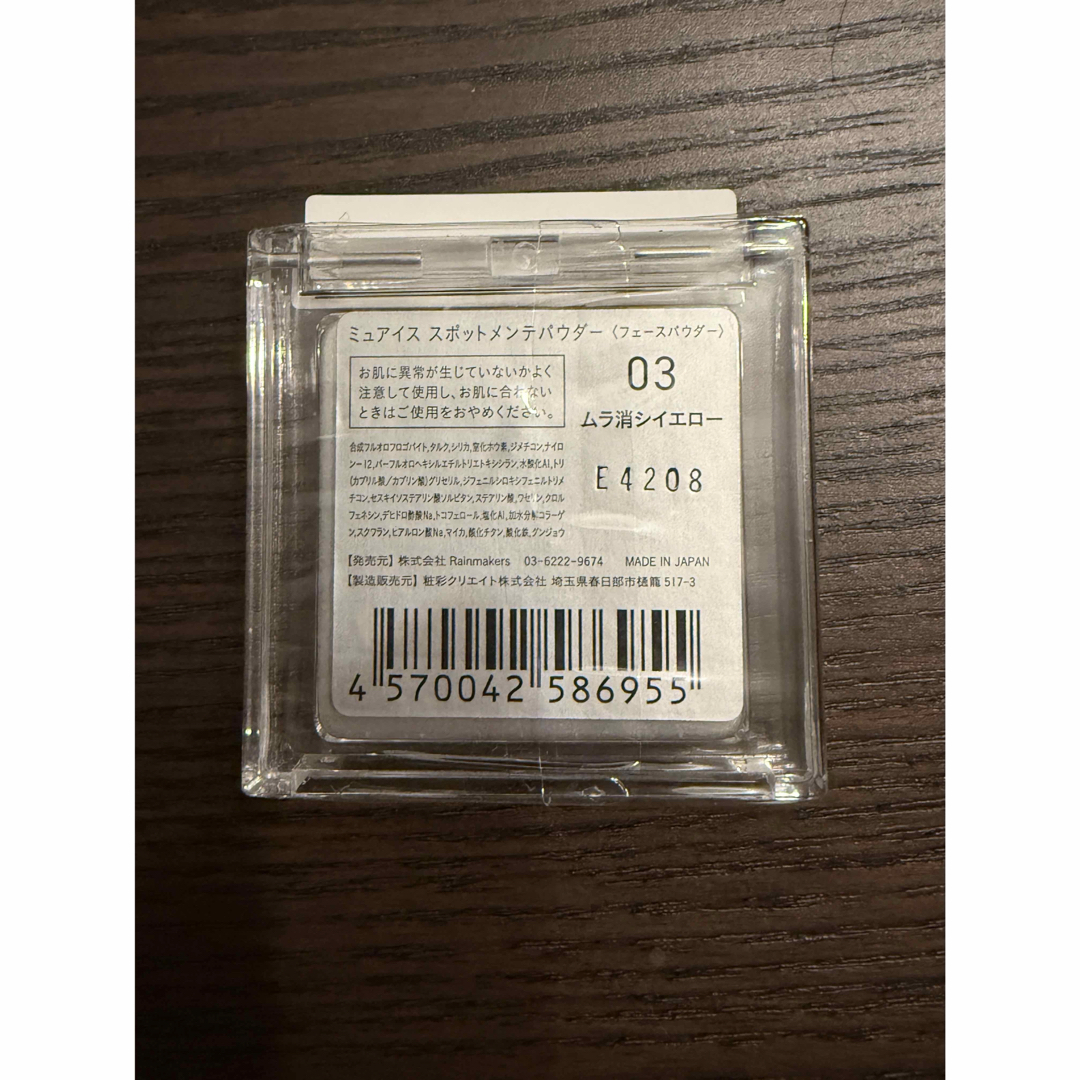 ミュアイス スポットメンテパウダー〈フェースパウダー〉
お肌に異常が生じていないかよく
注意して使用し、お肌に合わない
ときはご使用をおやめください。
03
ムラ消シイエロー
E4208
合成フルオロフロゴパイト,タルク,シリカ,窒化ホウ素,ジメチコン,ナイロ
ン-12,パーフルオロヘキシルエチルトリエトキシシラン,水酸化Al,トリ
(カプリル酸/カプリン酸)グリセリル,ジフェニルシロキシフェニルトリメ
チコン,セスキイソステアリン酸ソルビタン,ステアリン酸,ワセリン,クロル
フェネシン,デヒドロ酢酸Na,トコフェロール,塩化Al,加水分解コラーゲ
ン,スクワラン,ヒアルロン酸Na,マイカ,酸化チタン,酸化鉄,グンジョウ
【発売元】株式会社 Rainmakers 03-6222-9674 MADE IN JAPAN
【製造販売元】粧彩クリエイト株式会社 埼玉県春日部市樋籠 517-3
4 570042 586955